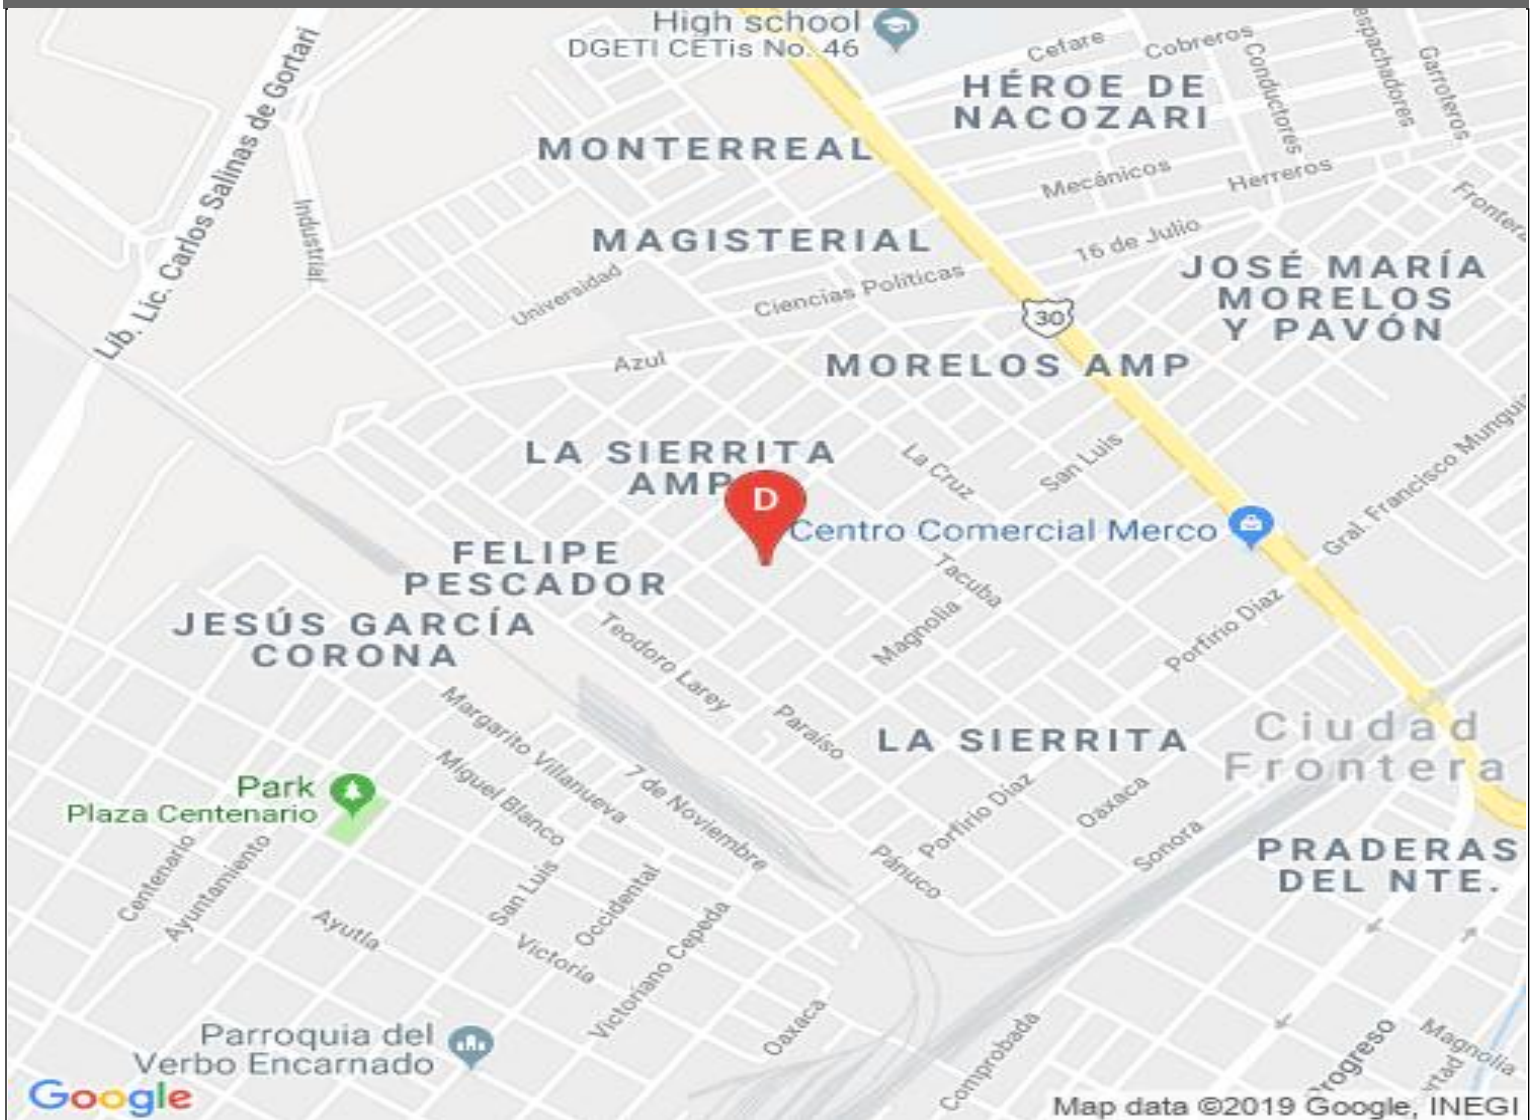 High school
DGETI CETis No. 46
Cefare
Cobreros
Conductores
espachadores
Garroteros
HÉROE DE
NACOZARI
Lib. Lic. Carlos Salinas de Gortari
MONTERREAL
Mecánicos
Herreros
Frontera
Industrial
MAGISTERIAL
16 de Julio
Universidad
Ciencias Políticas
JOSÉ MARÍA
MORELOS
Y PAVÓN
30
Azul
MORELOS AMP
LA SIERRITA
AMP
La Cruz
San Luis
Gral. Francisco Munguia
D
Centro Comercial Merco
FELIPE
PESCADOR
Tacuba
JESÚS GARCÍA
CORONA
Teodoro Larey
Magnolia
Porfirio Díaz
Margarito Villanueva
Paraíso
LA SIERRITA
Ciudad
Frontera
Miguel Blanco
7 de Noviembre
Park
Plaza Centenario
Porfirio Díaz
Oaxaca
Sonora
Pánuco
PRADERAS
DEL NTE.
Centenario
Ayuntamiento
San Luis
Occidental
Ayutla
Victoria
Victoriano Cepeda
Oaxaca
Parroquia del
Verbo Encarnado
Comprobada
Progreso
Magnolia
ertad
Google
Map data ©2019 Google, INEGI